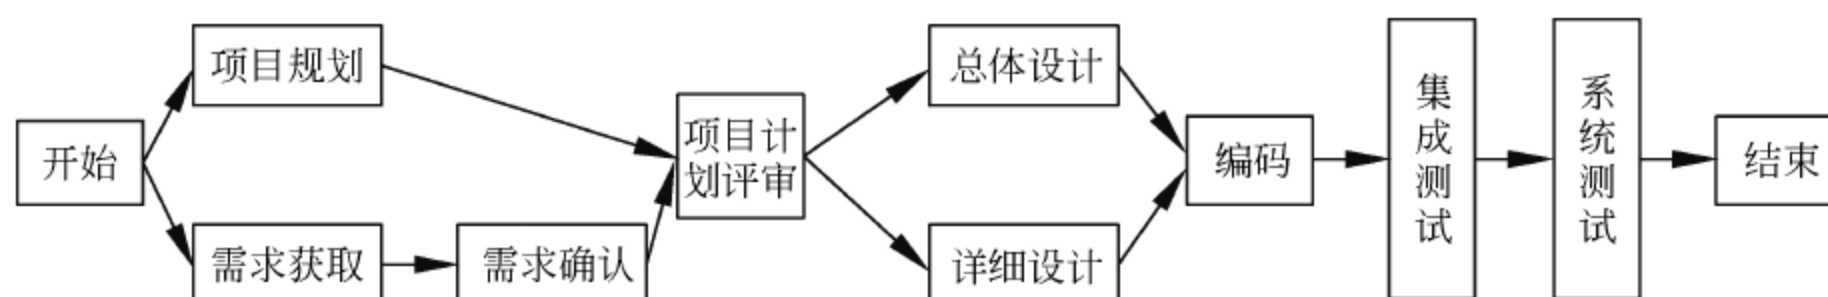 开始
项目规划
需求获取
需求确认
项目计
划评审
总体设计
详细设计
编码
集成测试
系统测试
结束